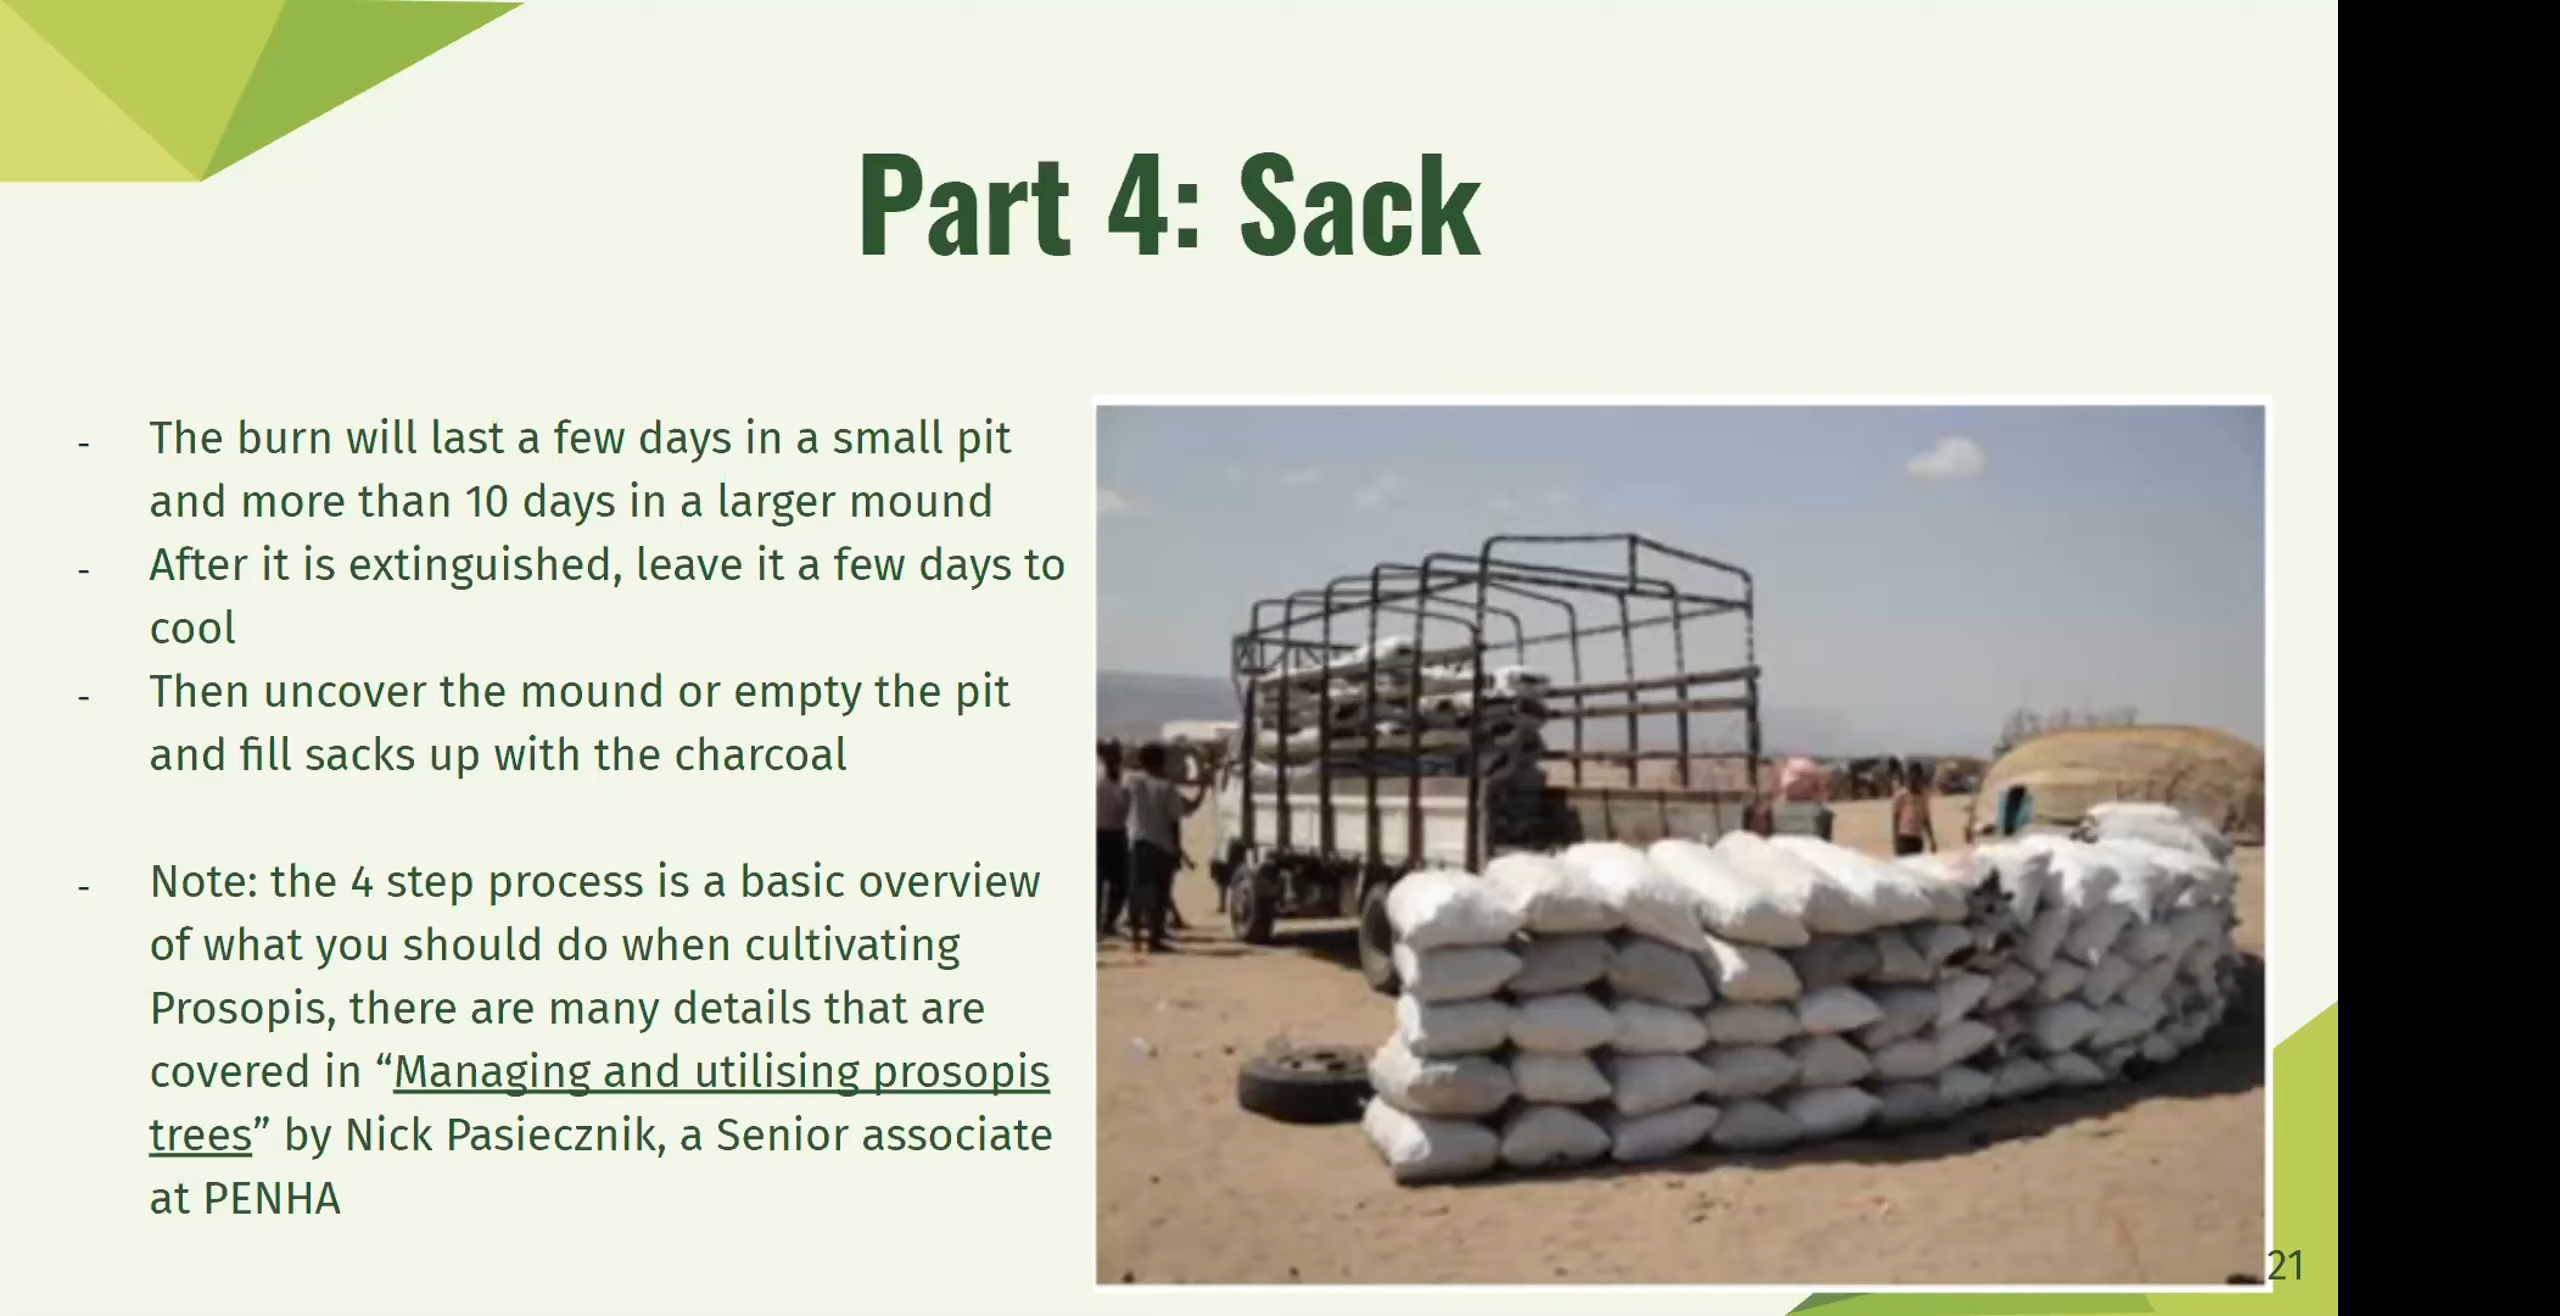 Part 4: Sack
- The burn will last a few days in a small pit
and more than 10 days in a larger mound
- After it is extinguished, leave it a few days to
cool
- Then uncover the mound or empty the pit
and fill sacks up with the charcoal
- Note: the 4 step process is a basic overview
of what you should do when cultivating
Prosopis, there are many details that are
covered in “Managing and utilising prosopis
trees” by Nick Pasiecznik, a Senior associate
at PENHA
21